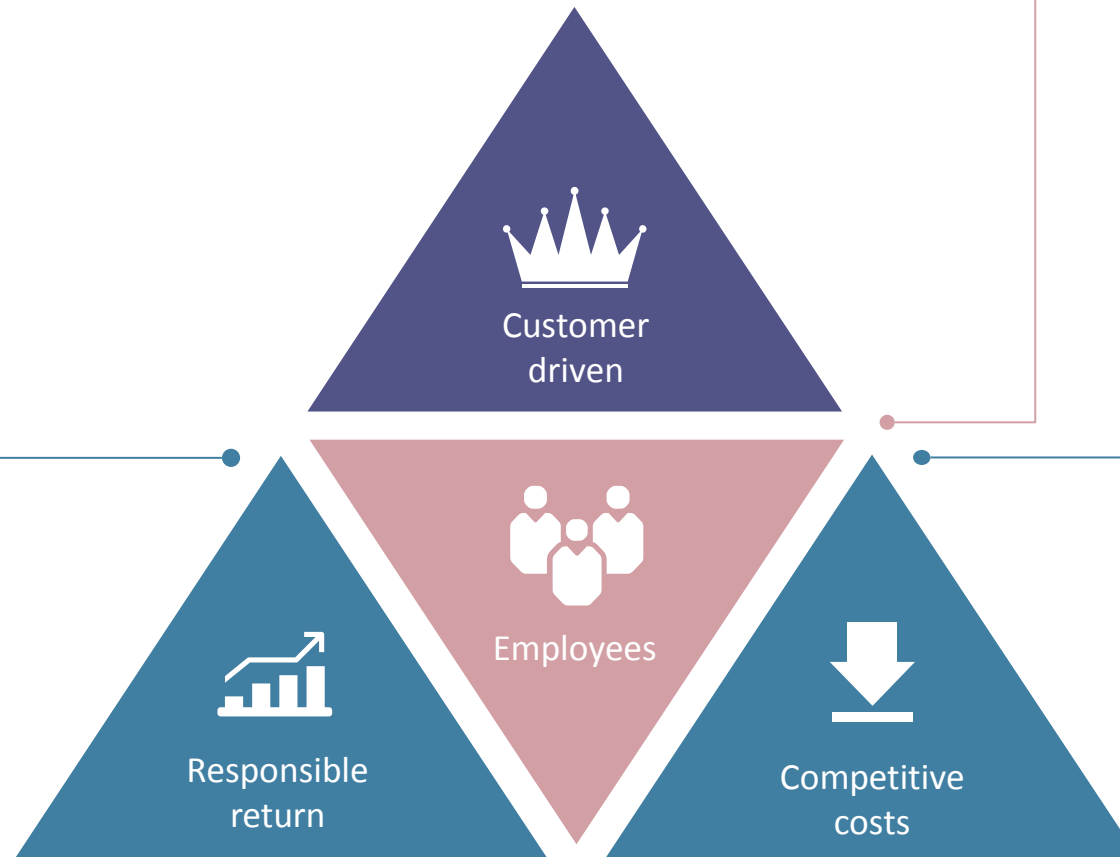 Customer
driven
Employees
Responsible
return
Competitive
costs